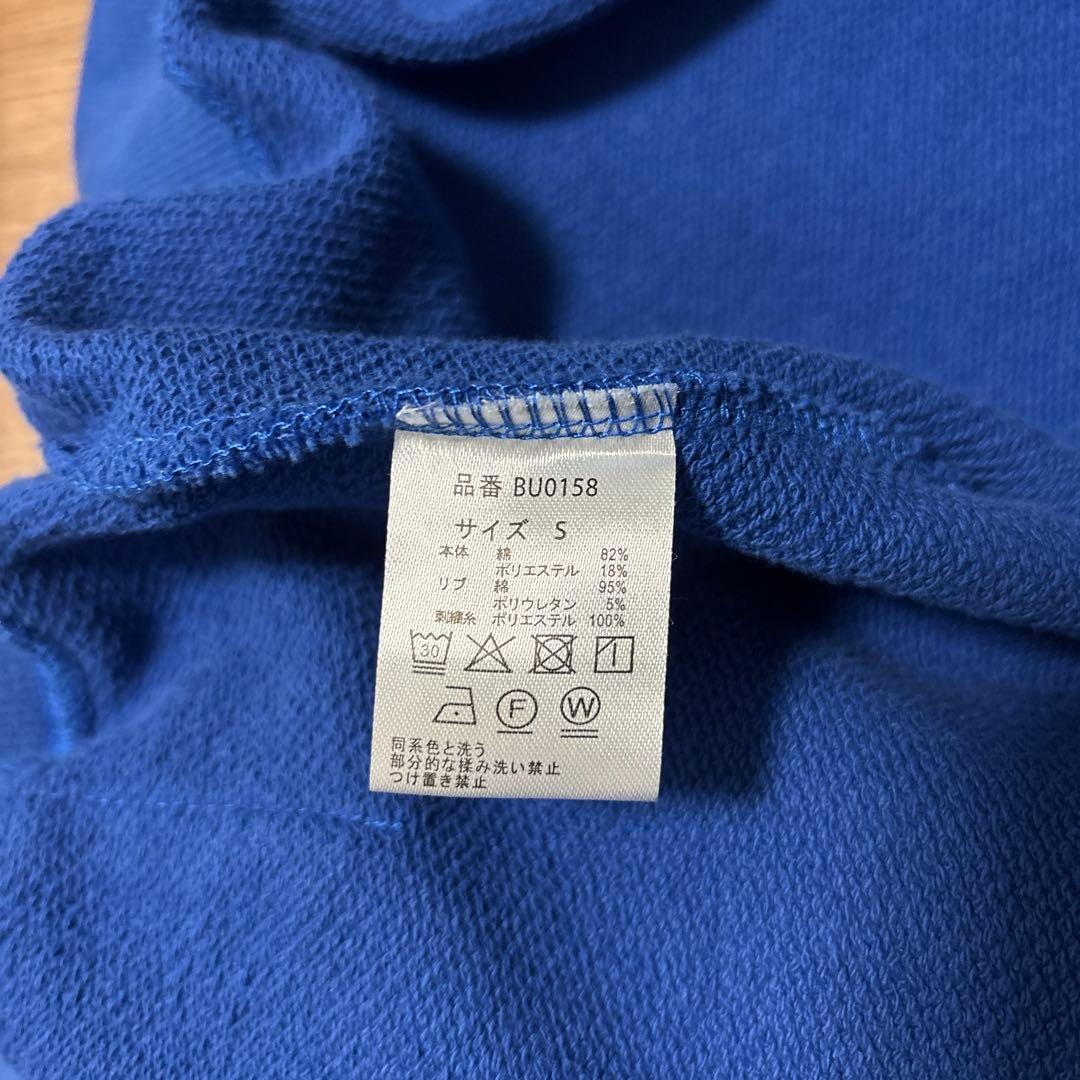 品番 BU0158
サイズ S
本体 綿 82%
ポリエステル 18%
リブ 綿 95%
ポリウレタン 5%
刺繍糸 ポリエステル 100%
30
F W
同系色と洗う
部分的な揉み洗い禁止
つけ置き禁止